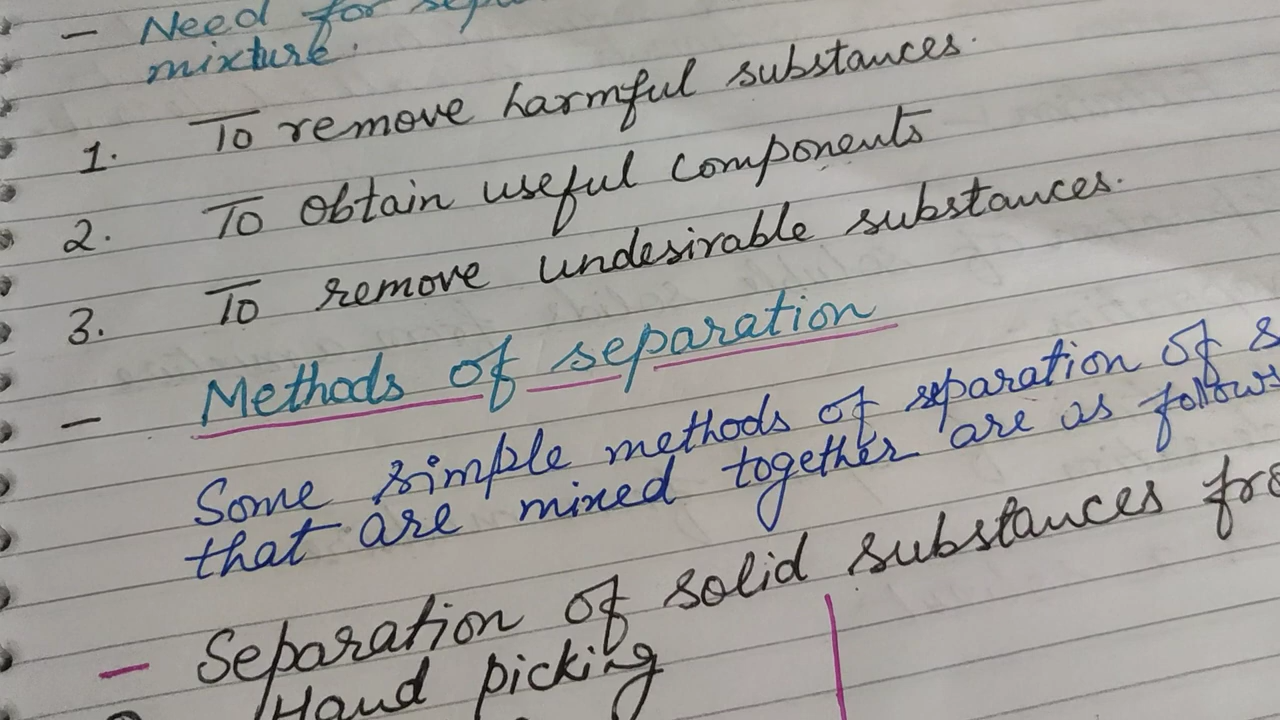 - Need for
mixture.
1. To remove harmful substances.
2. To obtain useful components
3. To remove undesirable substances.
- Methods of separation
Some simple methods of separation of
that are mixed together are as follows
- Separation of solid substances
Hand picking